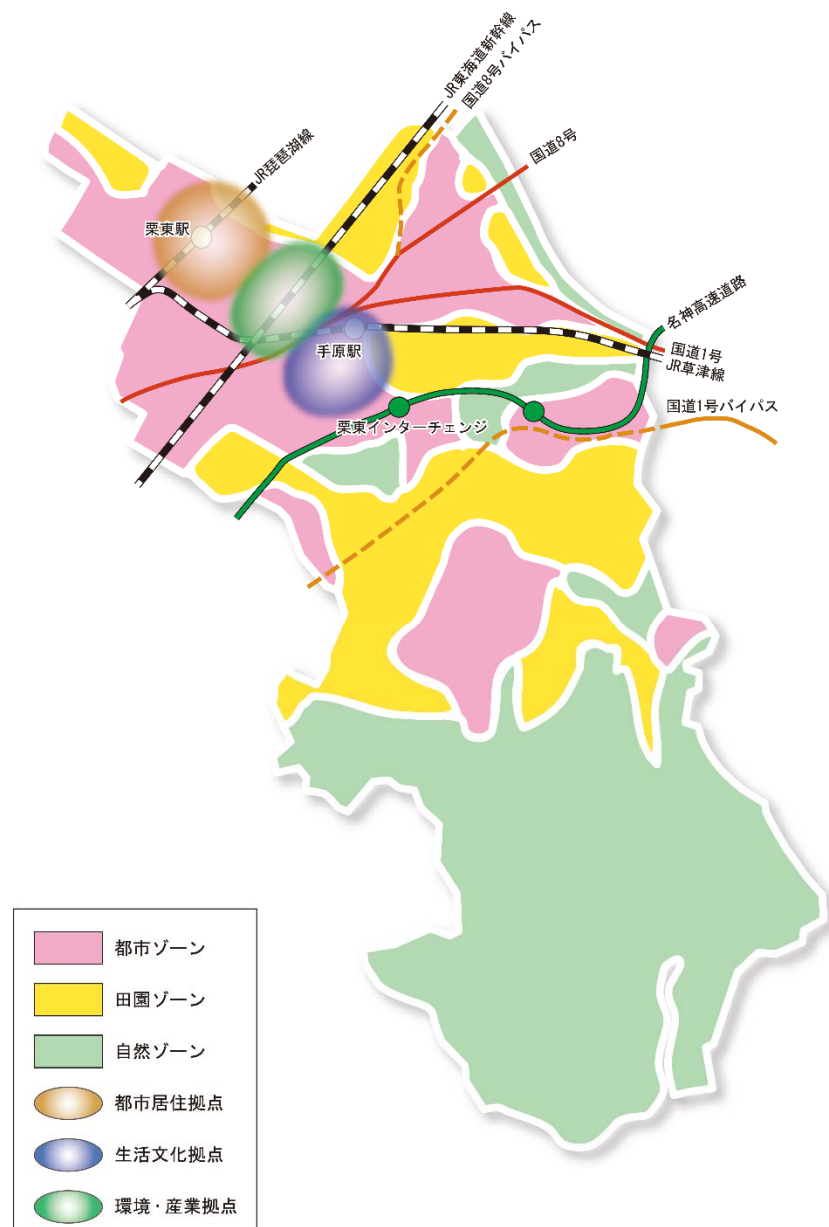 JR東海道新幹線
国道8号バイパス
国道8号
JR琵琶湖線
栗東駅
名神高速道路
国道1号
JR草津線
手原駅
国道1号バイパス
栗東インターチェンジ
都市ゾーン
田園ゾーン
自然ゾーン
都市居住拠点
生活文化拠点
環境・産業拠点